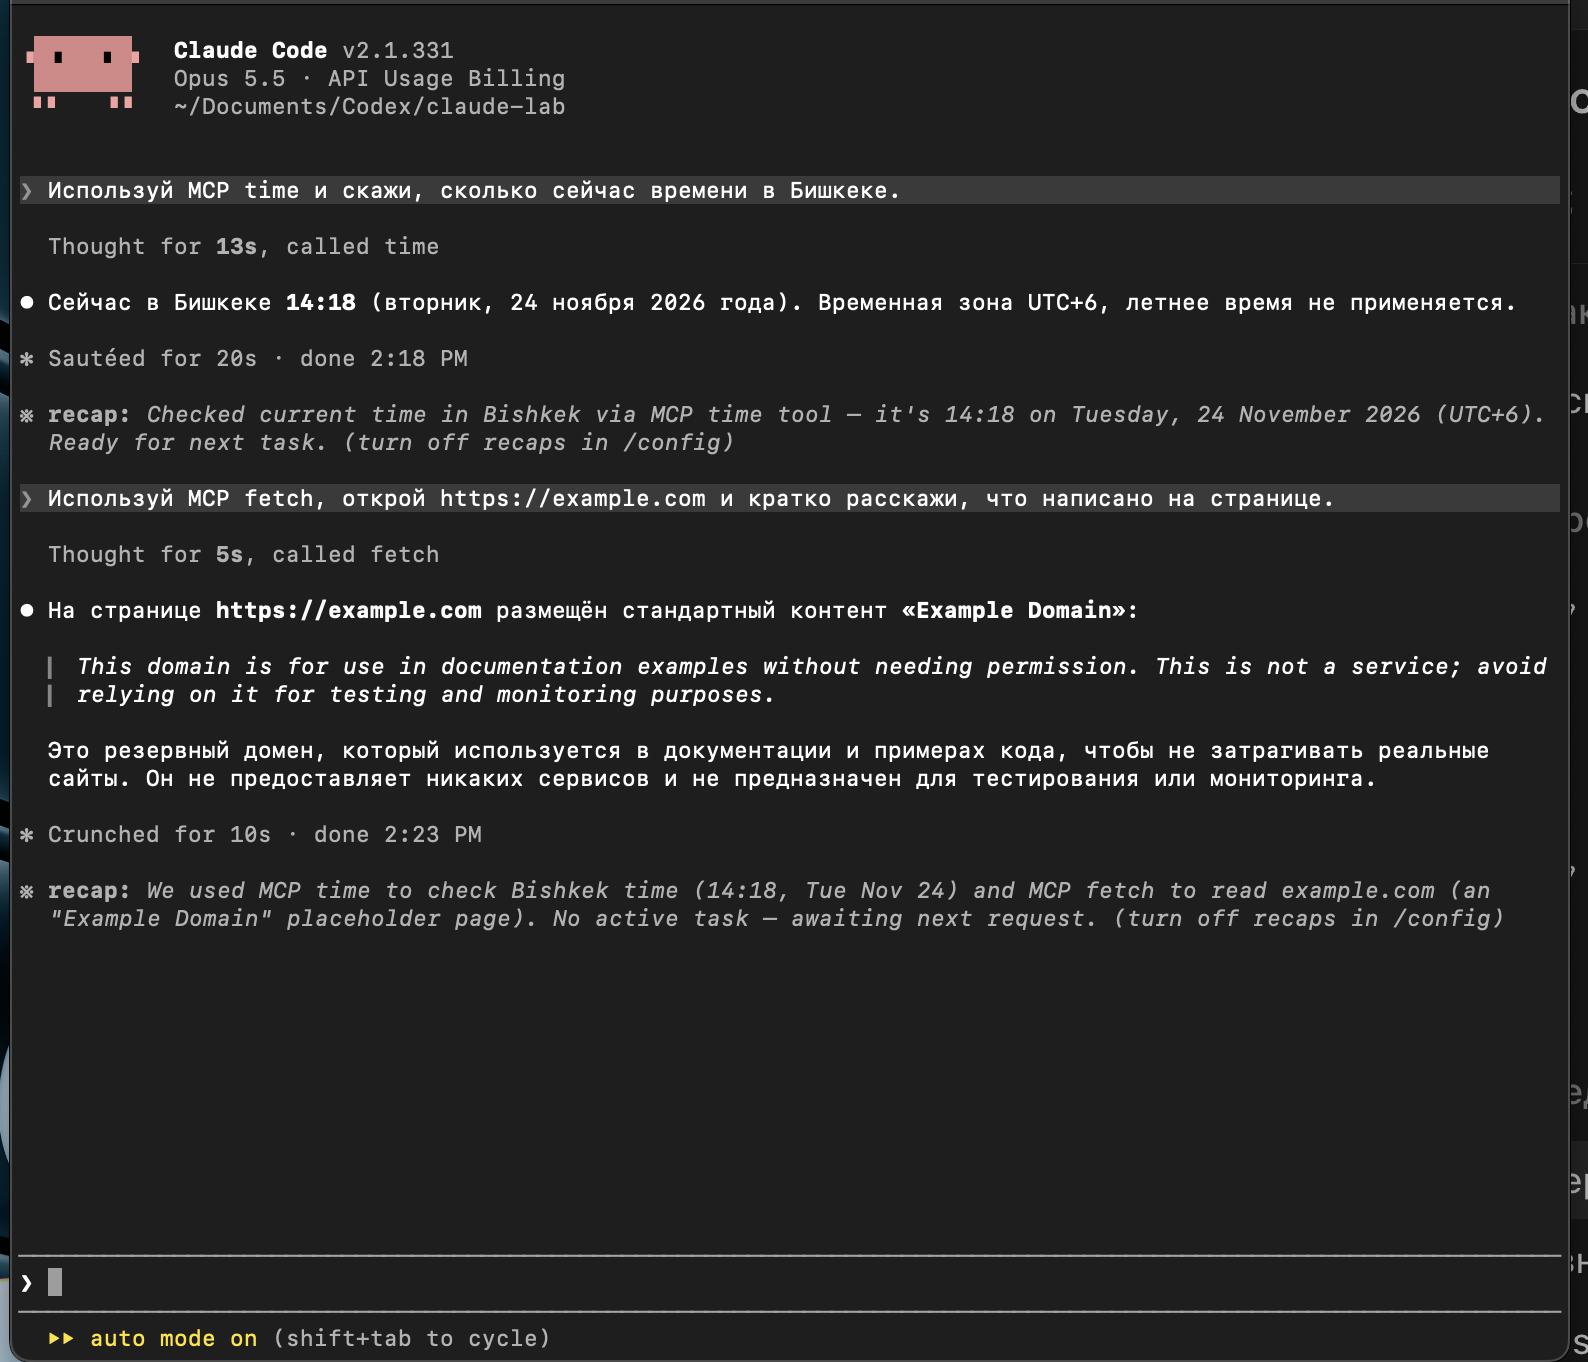 Claude Code v2.1.331
Opus 5.5 · API Usage Billing
~/Documents/Codex/claude-lab
❯ Используй MCP time и скажи, сколько сейчас времени в Бишкеке.
Thought for 13s, called time
● Сейчас в Бишкеке 14:18 (вторник, 24 ноября 2026 года). Временная зона UTC+6, летнее время не применяется.
✻ Sautéed for 20s · done 2:18 PM
※ recap: Checked current time in Bishkek via MCP time tool — it's 14:18 on Tuesday, 24 November 2026 (UTC+6).
Ready for next task. (turn off recaps in /config)
❯ Используй MCP fetch, открой https://example.com и кратко расскажи, что написано на странице.
Thought for 5s, called fetch
● На странице https://example.com размещён стандартный контент «Example Domain»:
This domain is for use in documentation examples without needing permission. This is not a service; avoid
relying on it for testing and monitoring purposes.
Это резервный домен, который используется в документации и примерах кода, чтобы не затрагивать реальные
сайты. Он не предоставляет никаких сервисов и не предназначен для тестирования или мониторинга.
✻ Crunched for 10s · done 2:23 PM
※ recap: We used MCP time to check Bishkek time (14:18, Tue Nov 24) and MCP fetch to read example.com (an
"Example Domain" placeholder page). No active task — awaiting next request. (turn off recaps in /config)
❯
⏵⏵ auto mode on (shift+tab to cycle)